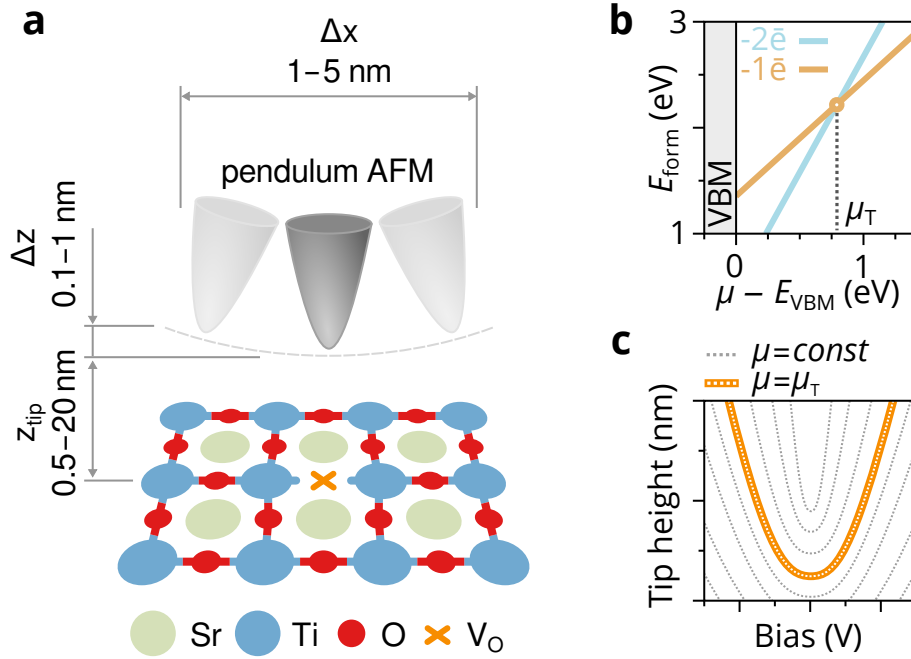 a
Δx
1–5 nm
pendulum AFM
Δz
0.1–1 nm
z_tip
0.5–20 nm
Sr
Ti
O
V_O
b
3
1
E_form (eV)
-2ē
-1ē
VBM
μ_T
0
1
μ − E_VBM (eV)
c
μ=const
μ=μ_T
Tip height (nm)
Bias (V)